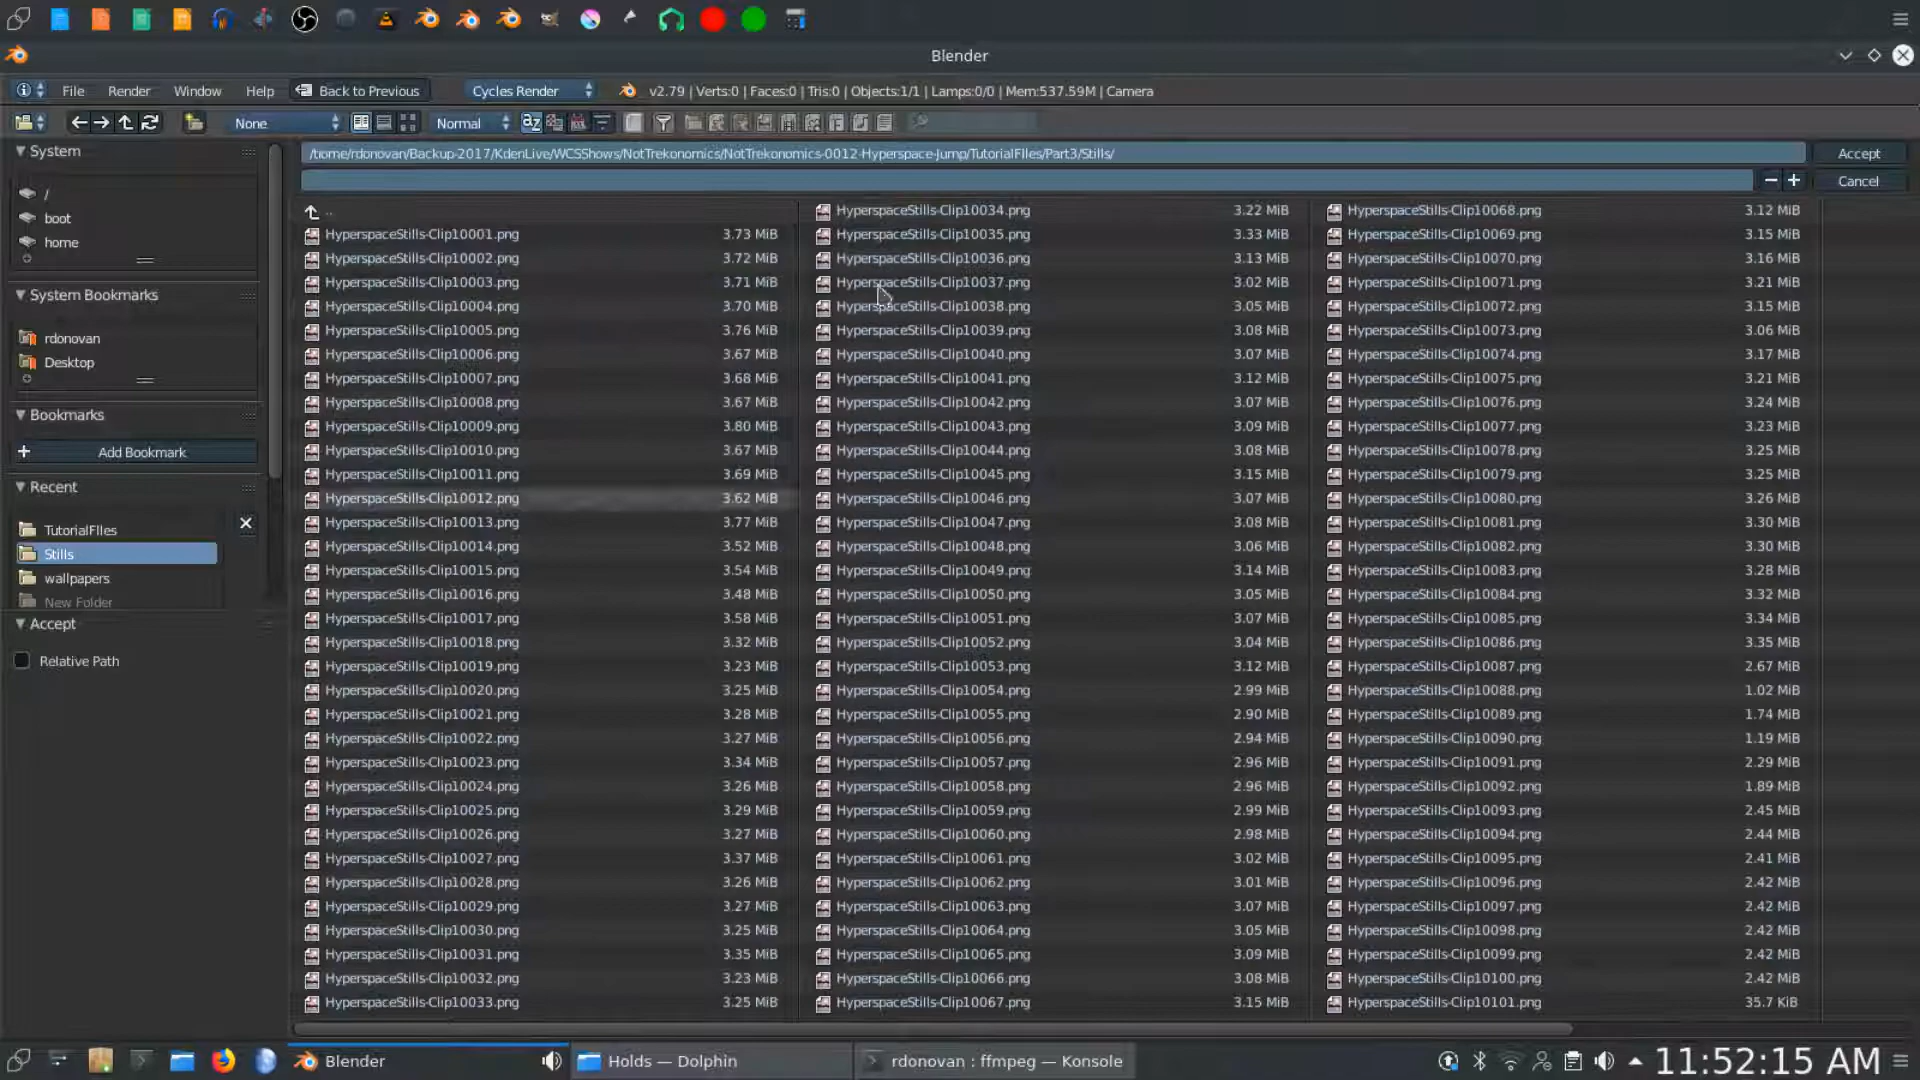 Blender
File Render Window Help Back to Previous Cycles Render v2.79 | Verts:0 | Faces:0 | Tris:0 | Objects:1/1 | Lamps:0/0 | Mem:537.59M | Camera
None Normal
System
/
boot
home
System Bookmarks
rdonovan
Desktop
Bookmarks
Add Bookmark
Recent
TutorialFIles
Stills
wallpapers
New Folder
Accept
Relative Path
/home/rdonovan/Backup-2017/KdenLive/WCSShows/NotTrekonomics/NotTrekonomics-0012-Hyperspace-Jump/TutorialFIles/Part3/Stills/
Accept
Cancel
..
HyperspaceStills-Clip10001.png 3.73 MiB
HyperspaceStills-Clip10002.png 3.72 MiB
HyperspaceStills-Clip10003.png 3.71 MiB
HyperspaceStills-Clip10004.png 3.70 MiB
HyperspaceStills-Clip10005.png 3.76 MiB
HyperspaceStills-Clip10006.png 3.67 MiB
HyperspaceStills-Clip10007.png 3.68 MiB
HyperspaceStills-Clip10008.png 3.67 MiB
HyperspaceStills-Clip10009.png 3.80 MiB
HyperspaceStills-Clip10010.png 3.67 MiB
HyperspaceStills-Clip10011.png 3.69 MiB
HyperspaceStills-Clip10012.png 3.62 MiB
HyperspaceStills-Clip10013.png 3.77 MiB
HyperspaceStills-Clip10014.png 3.52 MiB
HyperspaceStills-Clip10015.png 3.54 MiB
HyperspaceStills-Clip10016.png 3.48 MiB
HyperspaceStills-Clip10017.png 3.58 MiB
HyperspaceStills-Clip10018.png 3.32 MiB
HyperspaceStills-Clip10019.png 3.23 MiB
HyperspaceStills-Clip10020.png 3.25 MiB
HyperspaceStills-Clip10021.png 3.28 MiB
HyperspaceStills-Clip10022.png 3.27 MiB
HyperspaceStills-Clip10023.png 3.34 MiB
HyperspaceStills-Clip10024.png 3.26 MiB
HyperspaceStills-Clip10025.png 3.29 MiB
HyperspaceStills-Clip10026.png 3.27 MiB
HyperspaceStills-Clip10027.png 3.37 MiB
HyperspaceStills-Clip10028.png 3.26 MiB
HyperspaceStills-Clip10029.png 3.27 MiB
HyperspaceStills-Clip10030.png 3.25 MiB
HyperspaceStills-Clip10031.png 3.35 MiB
HyperspaceStills-Clip10032.png 3.23 MiB
HyperspaceStills-Clip10033.png 3.25 MiB
HyperspaceStills-Clip10034.png 3.22 MiB
HyperspaceStills-Clip10035.png 3.33 MiB
HyperspaceStills-Clip10036.png 3.13 MiB
HyperspaceStills-Clip10037.png 3.02 MiB
HyperspaceStills-Clip10038.png 3.05 MiB
HyperspaceStills-Clip10039.png 3.08 MiB
HyperspaceStills-Clip10040.png 3.07 MiB
HyperspaceStills-Clip10041.png 3.12 MiB
HyperspaceStills-Clip10042.png 3.07 MiB
HyperspaceStills-Clip10043.png 3.09 MiB
HyperspaceStills-Clip10044.png 3.08 MiB
HyperspaceStills-Clip10045.png 3.15 MiB
HyperspaceStills-Clip10046.png 3.07 MiB
HyperspaceStills-Clip10047.png 3.08 MiB
HyperspaceStills-Clip10048.png 3.06 MiB
HyperspaceStills-Clip10049.png 3.14 MiB
HyperspaceStills-Clip10050.png 3.05 MiB
HyperspaceStills-Clip10051.png 3.07 MiB
HyperspaceStills-Clip10052.png 3.04 MiB
HyperspaceStills-Clip10053.png 3.12 MiB
HyperspaceStills-Clip10054.png 2.99 MiB
HyperspaceStills-Clip10055.png 2.90 MiB
HyperspaceStills-Clip10056.png 2.94 MiB
HyperspaceStills-Clip10057.png 2.96 MiB
HyperspaceStills-Clip10058.png 2.96 MiB
HyperspaceStills-Clip10059.png 2.99 MiB
HyperspaceStills-Clip10060.png 2.98 MiB
HyperspaceStills-Clip10061.png 3.02 MiB
HyperspaceStills-Clip10062.png 3.01 MiB
HyperspaceStills-Clip10063.png 3.07 MiB
HyperspaceStills-Clip10064.png 3.05 MiB
HyperspaceStills-Clip10065.png 3.09 MiB
HyperspaceStills-Clip10066.png 3.08 MiB
HyperspaceStills-Clip10067.png 3.15 MiB
HyperspaceStills-Clip10068.png 3.12 MiB
HyperspaceStills-Clip10069.png 3.15 MiB
HyperspaceStills-Clip10070.png 3.16 MiB
HyperspaceStills-Clip10071.png 3.21 MiB
HyperspaceStills-Clip10072.png 3.15 MiB
HyperspaceStills-Clip10073.png 3.06 MiB
HyperspaceStills-Clip10074.png 3.17 MiB
HyperspaceStills-Clip10075.png 3.21 MiB
HyperspaceStills-Clip10076.png 3.24 MiB
HyperspaceStills-Clip10077.png 3.23 MiB
HyperspaceStills-Clip10078.png 3.25 MiB
HyperspaceStills-Clip10079.png 3.25 MiB
HyperspaceStills-Clip10080.png 3.26 MiB
HyperspaceStills-Clip10081.png 3.30 MiB
HyperspaceStills-Clip10082.png 3.30 MiB
HyperspaceStills-Clip10083.png 3.28 MiB
HyperspaceStills-Clip10084.png 3.32 MiB
HyperspaceStills-Clip10085.png 3.34 MiB
HyperspaceStills-Clip10086.png 3.35 MiB
HyperspaceStills-Clip10087.png 2.67 MiB
HyperspaceStills-Clip10088.png 1.02 MiB
HyperspaceStills-Clip10089.png 1.74 MiB
HyperspaceStills-Clip10090.png 1.19 MiB
HyperspaceStills-Clip10091.png 2.29 MiB
HyperspaceStills-Clip10092.png 1.89 MiB
HyperspaceStills-Clip10093.png 2.45 MiB
HyperspaceStills-Clip10094.png 2.44 MiB
HyperspaceStills-Clip10095.png 2.41 MiB
HyperspaceStills-Clip10096.png 2.42 MiB
HyperspaceStills-Clip10097.png 2.42 MiB
HyperspaceStills-Clip10098.png 2.42 MiB
HyperspaceStills-Clip10099.png 2.42 MiB
HyperspaceStills-Clip10100.png 2.42 MiB
HyperspaceStills-Clip10101.png 35.7 KiB
Blender Holds — Dolphin rdonovan : ffmpeg — Konsole 11:52:15 AM